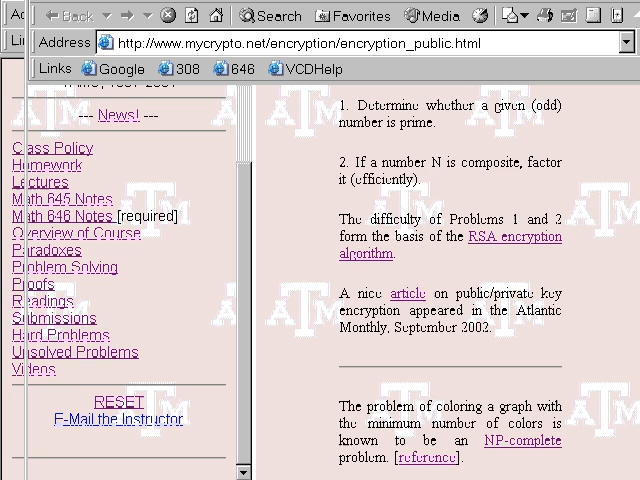 Back
Search
Favorites
Media
Address http://www.mycrypto.net/encryption/encryption_public.html
Links Google 308 646 VCDHelp
--- News! ---
Class Policy
Homework
Lectures
Math 645 Notes
Math 646 Notes [required]
Overview of Course
Paradoxes
Problem Solving
Proofs
Readings
Submissions
Hard Problems
Unsolved Problems
Videos
RESET
E-Mail the Instructor
1. Determine whether a given (odd)
number is prime.
2. If a number N is composite, factor
it (efficiently).
The difficulty of Problems 1 and 2
form the basis of the RSA encryption
algorithm.
A nice article on public/private key
encryption appeared in the Atlantic
Monthly, September 2002.
The problem of coloring a graph with
the minimum number of colors is
known to be an NP-complete
problem. [reference].